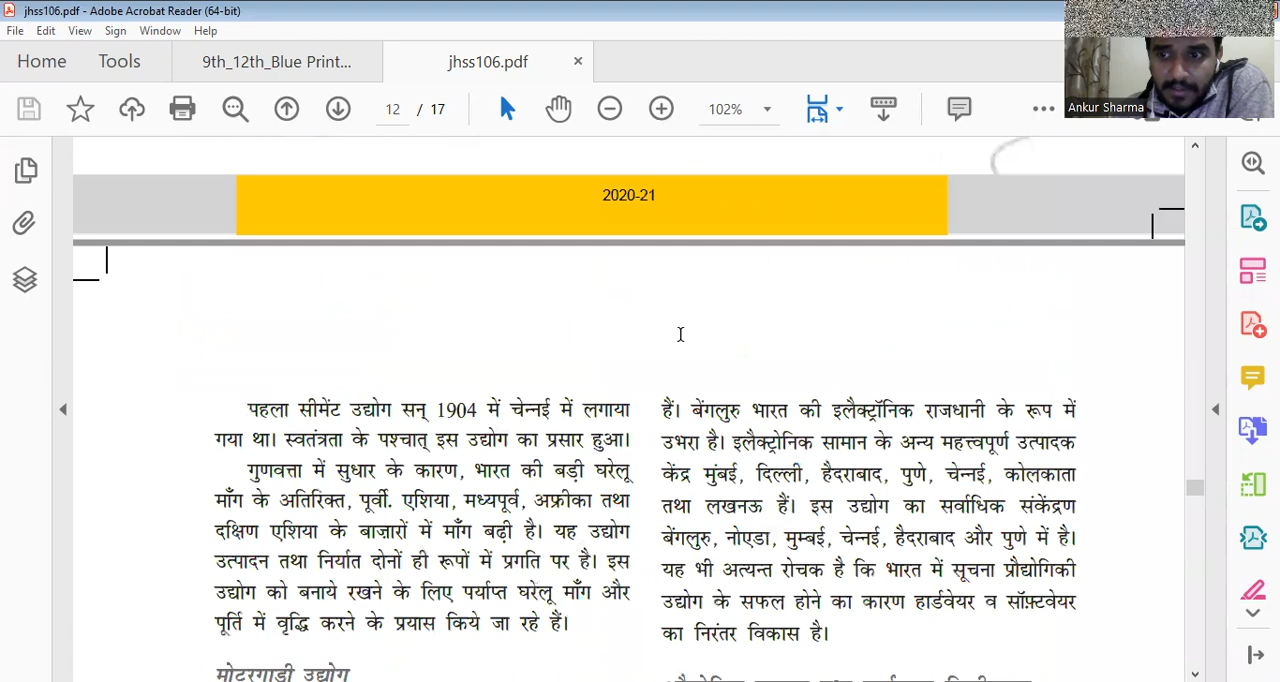 jhss106.pdf - Adobe Acrobat Reader (64-bit)
File Edit View Sign Window Help
Home Tools 9th_12th_Blue Print... jhss106.pdf ×
12 / 17 102%
Ankur Sharma
2020-21
पहला सीमेंट उद्योग सन् 1904 में चेन्नई में लगाया
गया था। स्वतंत्रता के पश्चात् इस उद्योग का प्रसार हुआ।
गुणवत्ता में सुधार के कारण, भारत की बड़ी घरेलू
माँग के अतिरिक्त, पूर्वी. एशिया, मध्यपूर्व, अफ्रीका तथा
दक्षिण एशिया के बाज़ारों में माँग बढ़ी है। यह उद्योग
उत्पादन तथा निर्यात दोनों ही रूपों में प्रगति पर है। इस
उद्योग को बनाये रखने के लिए पर्याप्त घरेलू माँग और
पूर्ति में वृद्धि करने के प्रयास किये जा रहे हैं।
मोटरगाड़ी उद्योग
हैं। बेंगलुरु भारत की इलैक्ट्रॉनिक राजधानी के रूप में
उभरा है। इलैक्ट्रोनिक सामान के अन्य महत्त्वपूर्ण उत्पादक
केंद्र मुंबई, दिल्ली, हैदराबाद, पुणे, चेन्नई, कोलकाता
तथा लखनऊ हैं। इस उद्योग का सर्वाधिक संकेंद्रण
बेंगलुरु, नोएडा, मुम्बई, चेन्नई, हैदराबाद और पुणे में है।
यह भी अत्यन्त रोचक है कि भारत में सूचना प्रौद्योगिकी
उद्योग के सफल होने का कारण हार्डवेयर व सॉफ़्टवेयर
का निरंतर विकास है।